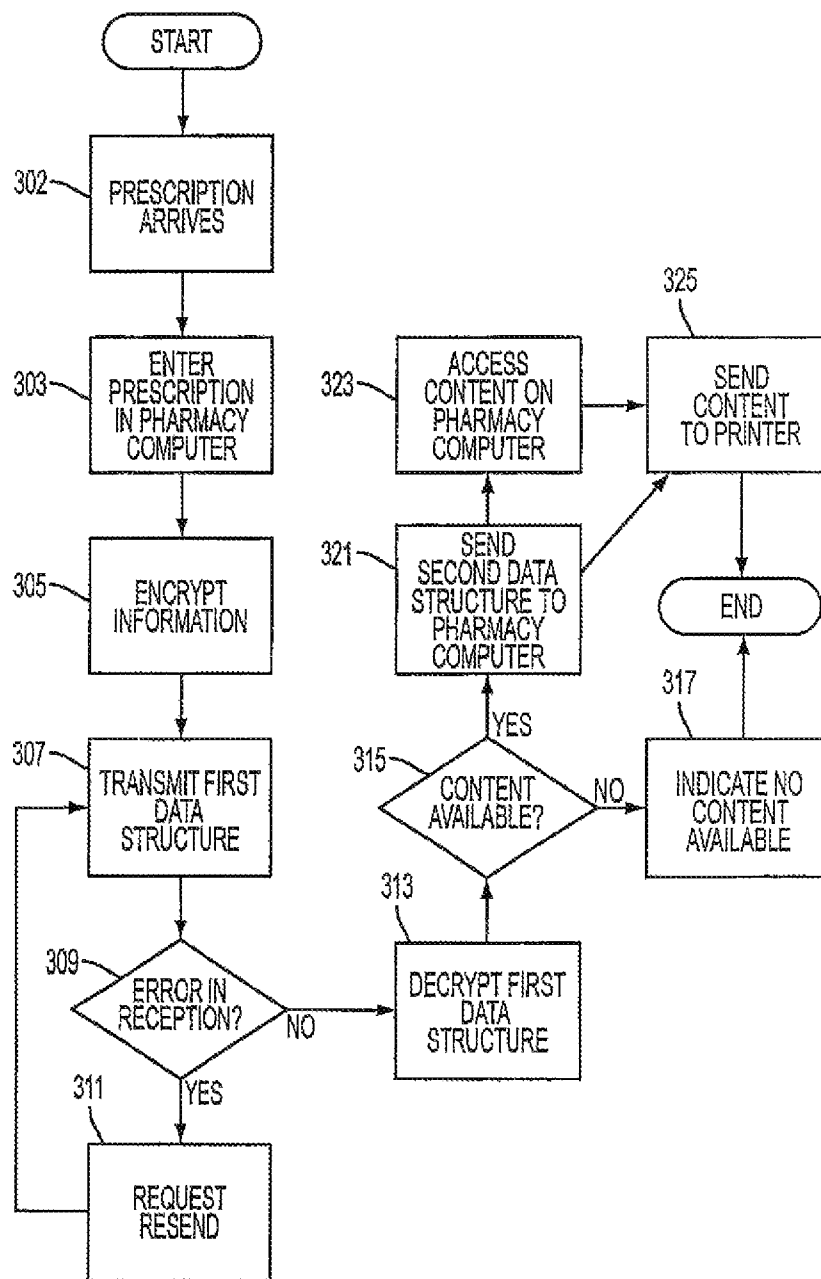 START
302
PRESCRIPTION
ARRIVES
303
ENTER
PRESCRIPTION
IN PHARMACY
COMPUTER
305
ENCRYPT
INFORMATION
307
TRANSMIT FIRST
DATA
STRUCTURE
309
ERROR IN
RECEPTION?
NO
YES
311
REQUEST
RESEND
313
DECRYPT FIRST
DATA
STRUCTURE
315
CONTENT
AVAILABLE?
YES
NO
317
INDICATE NO
CONTENT
AVAILABLE
321
SEND
SECOND DATA
STRUCTURE TO
PHARMACY
COMPUTER
323
ACCESS
CONTENT ON
PHARMACY
COMPUTER
325
SEND
CONTENT
TO PRINTER
END